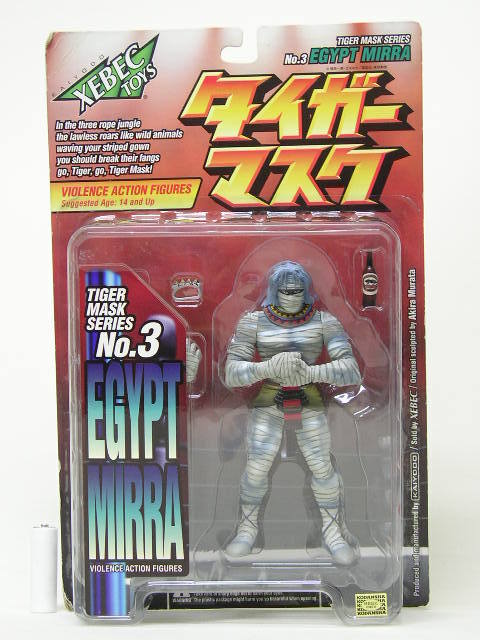 KAIYODO
XEBEC
TOYS
TIGER MASK SERIES
No.3 EGYPT MIRRA
タイガー
マスク
In the three rope jungle
the lawless roars like wild animals
waving your striped gown
you should break their fangs
go, Tiger, go, Tiger Mask!
VIOLENCE ACTION FIGURES
Suggested Age: 14 and Up
TIGER
MASK
SERIES
No.3
EGYPT
MIRRA
VIOLENCE ACTION FIGURES
Produced and manufactured by KAIYODO / Sold by XEBEC / Original sculpted by Akira Murata
KODANSHA